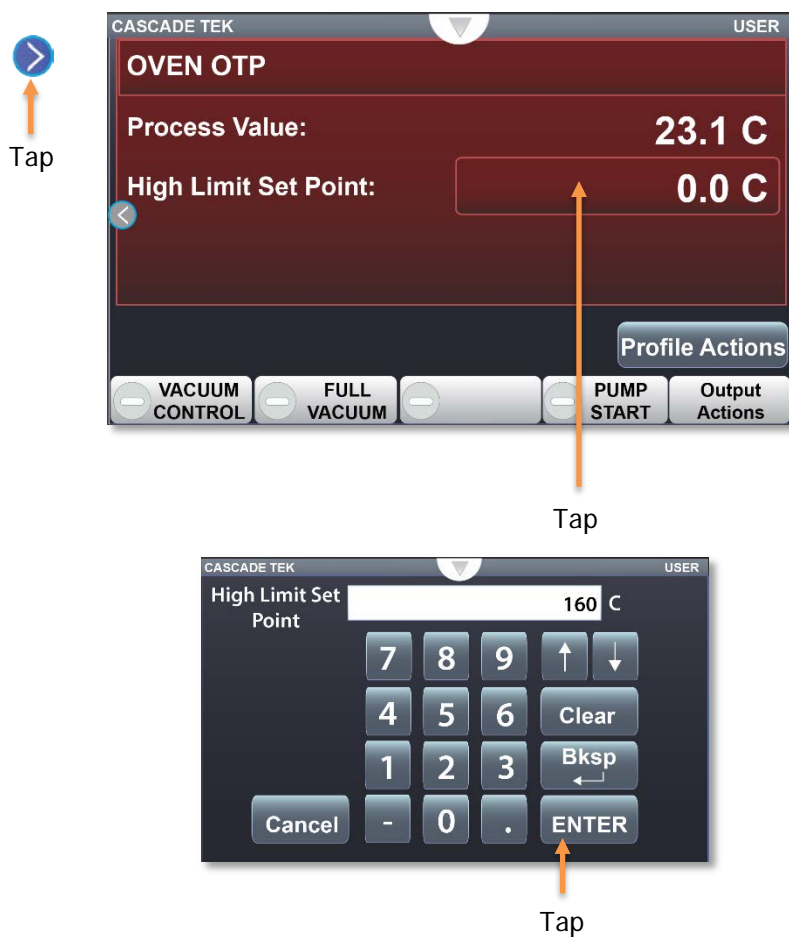 CASCADE TEK USER
OVEN OTP
Tap
Process Value: 23.1 C
High Limit Set Point: 0.0 C
Profile Actions
VACUUM CONTROL FULL VACUUM PUMP START Output Actions
Tap
CASCADE TEK USER
High Limit Set Point 160 C
7 8 9 ↑ ↓
4 5 6 Clear
1 2 3 Bksp
Cancel - 0 . ENTER
Tap